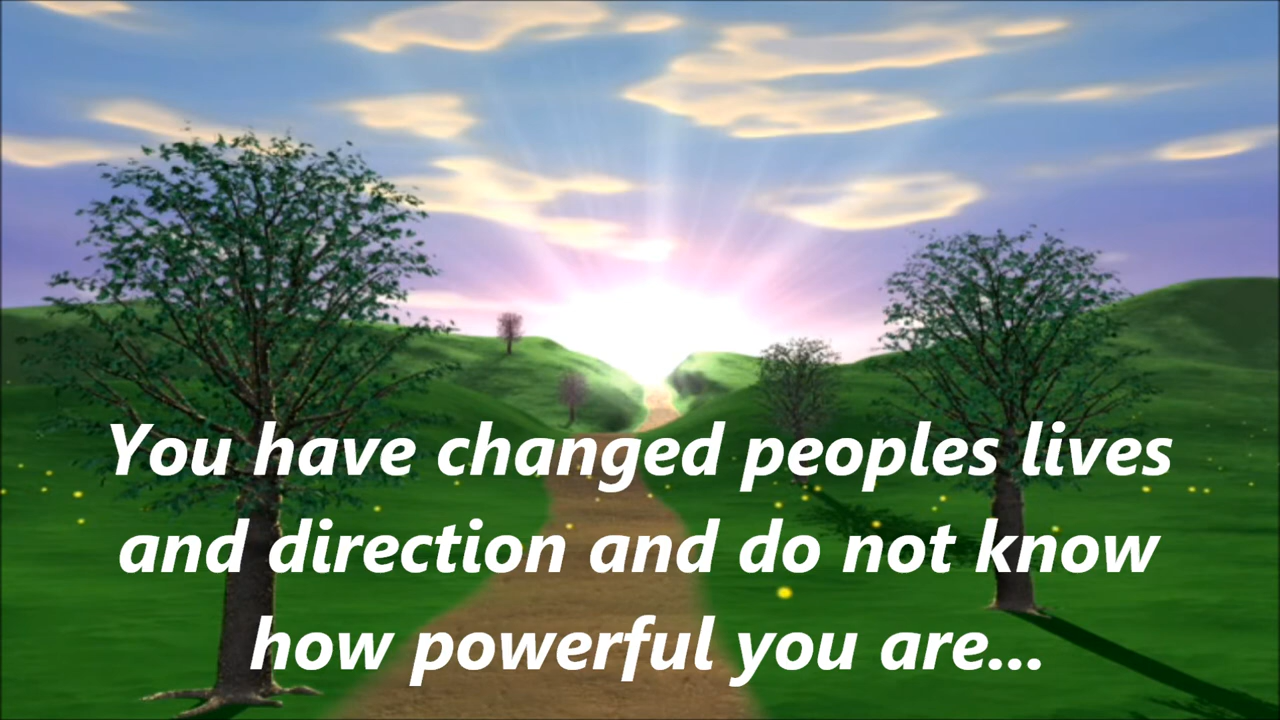 You have changed peoples lives
and direction and do not know
how powerful you are...